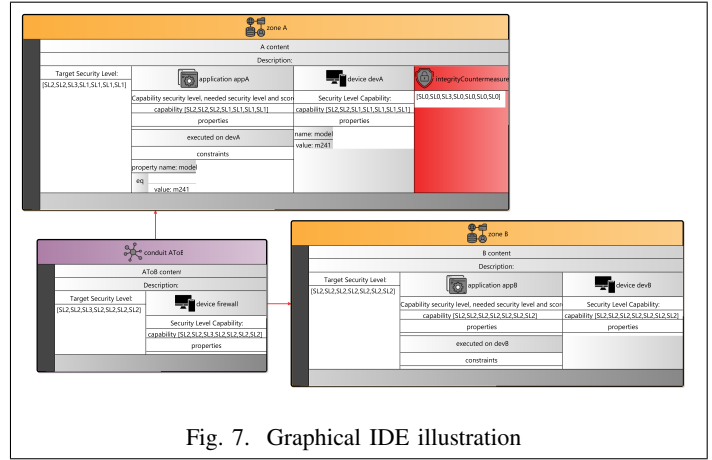 zone A
A content
Description:
Target Security Level:
[SL2,SL2,SL3,SL1,SL1,SL1,SL1]
application appA
Capability security level, needed security level and scor
capability [SL2,SL2,SL2,SL1,SL1,SL1,SL1]
properties
executed on devA
constraints
property name: model
eq
value: m241
device devA
Security Level Capability:
capability [SL2,SL2,SL1,SL1,SL1,SL1,SL1]
properties
name: model
value: m241
integrityCountermeasure
[SL0,SL0,SL3,SL0,SL0,SL0,SL0]
conduit AToB
AToB content
Description:
Target Security Level:
[SL2,SL2,SL3,SL2,SL2,SL2,SL2]
device firewall
Security Level Capability:
capability [SL2,SL2,SL3,SL2,SL2,SL2,SL2]
properties
zone B
B content
Description:
Target Security Level:
[SL2,SL2,SL2,SL2,SL2,SL2,SL2]
application appB
Capability security level, needed security level and scor
capability [SL2,SL2,SL2,SL2,SL2,SL2,SL2]
properties
executed on devB
constraints
device devB
Security Level Capability:
capability [SL2,SL2,SL2,SL2,SL2,SL2,SL2]
properties
Fig. 7. Graphical IDE illustration